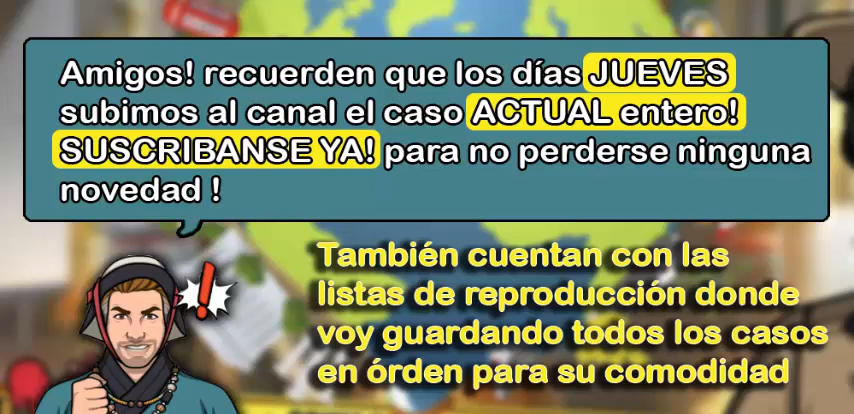 Amigos! recuerden que los días JUEVES
subimos al canal el caso ACTUAL entero!
SUSCRIBANSE YA! para no perderse ninguna
novedad !
También cuentan con las
listas de reproducción donde
voy guardando todos los casos
en órden para su comodidad